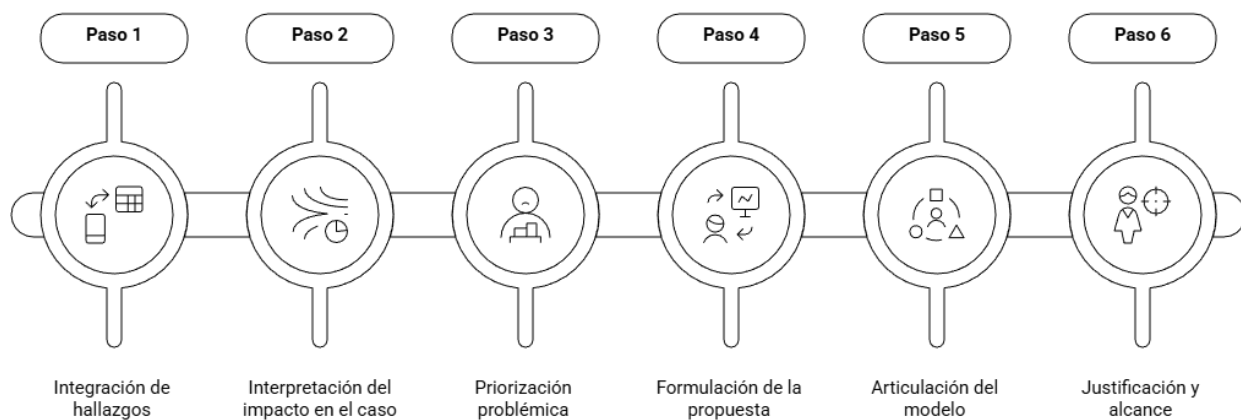 Paso 1
Paso 2
Paso 3
Paso 4
Paso 5
Paso 6
Integración de
hallazgos
Interpretación del
impacto en el caso
Priorización
problémica
Formulación de la
propuesta
Articulación del
modelo
Justificación y
alcance